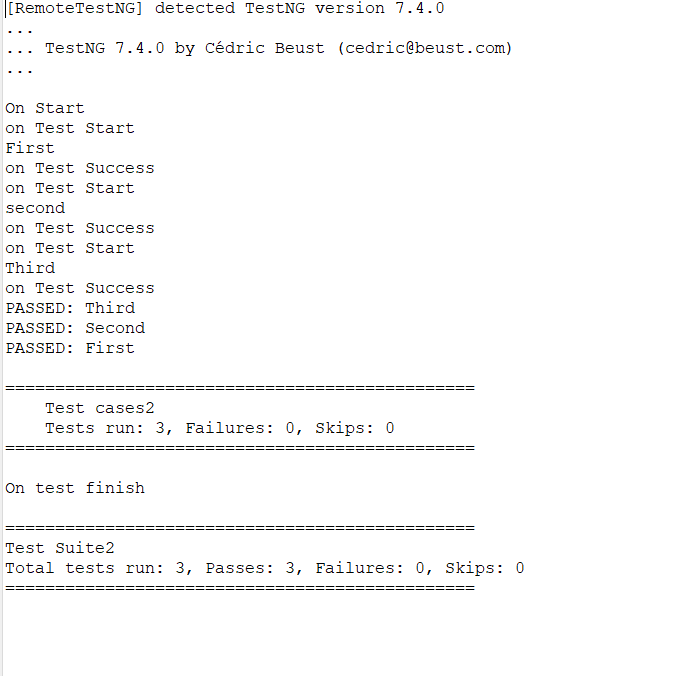 [RemoteTestNG] detected TestNG version 7.4.0
...
... TestNG 7.4.0 by Cédric Beust (cedric@beust.com)
...
On Start
on Test Start
First
on Test Success
on Test Start
second
on Test Success
on Test Start
Third
on Test Success
PASSED: Third
PASSED: Second
PASSED: First
===============================================
Test cases2
Tests run: 3, Failures: 0, Skips: 0
===============================================
On test finish
===============================================
Test Suite2
Total tests run: 3, Passes: 3, Failures: 0, Skips: 0
===============================================